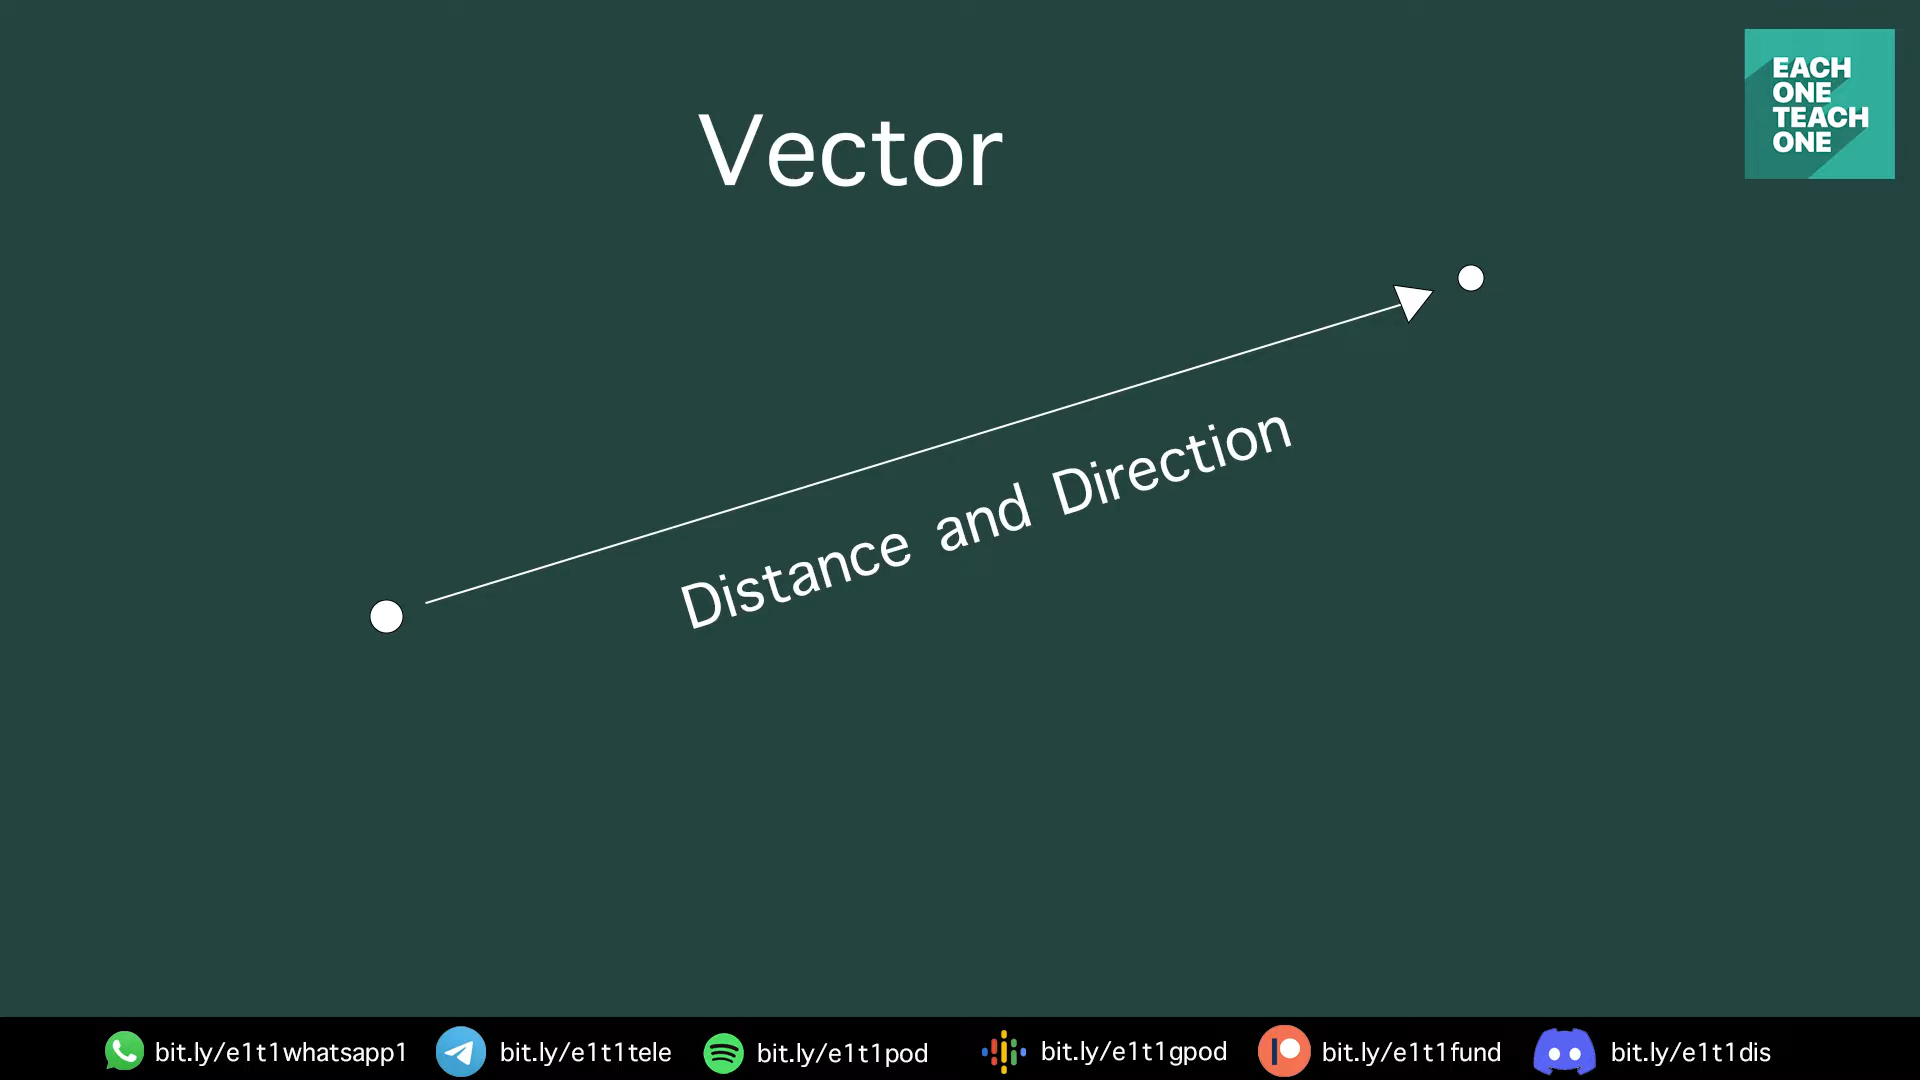 Vector
EACH
ONE
TEACH
ONE
Distance and Direction
bit.ly/e1t1whatsapp1
bit.ly/e1t1tele
bit.ly/e1t1pod
bit.ly/e1t1gpod
bit.ly/e1t1fund
bit.ly/e1t1dis